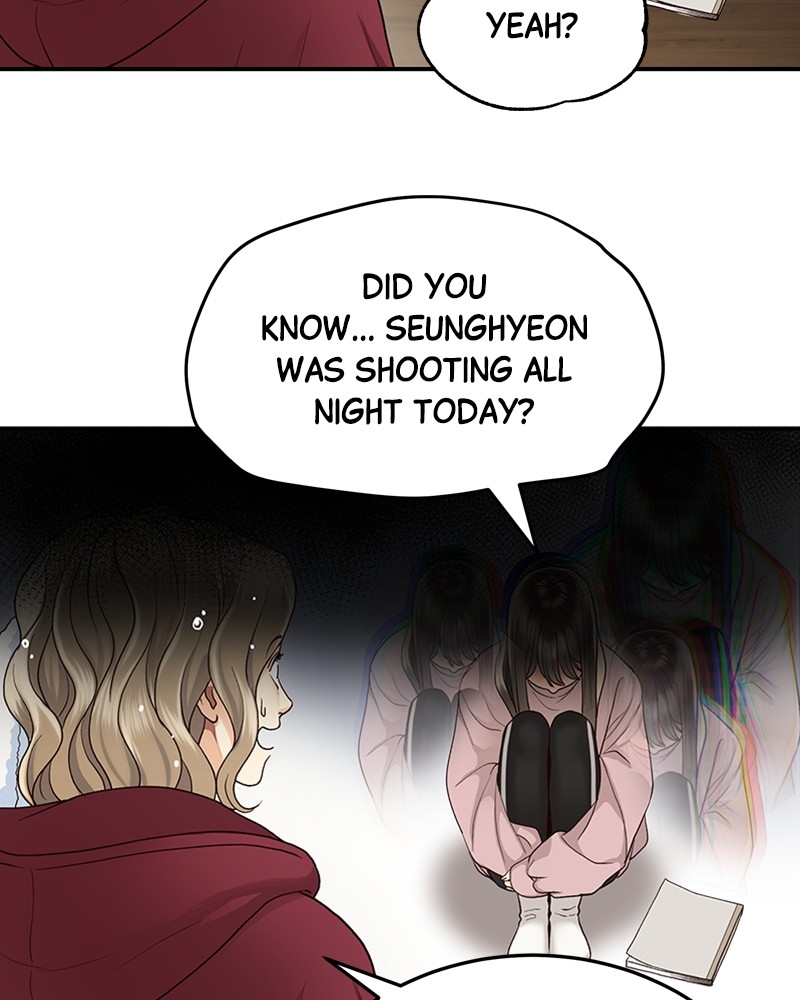 YEAH?
DID YOU
KNOW... SEUNGHYEON
WAS SHOOTING ALL
NIGHT TODAY?